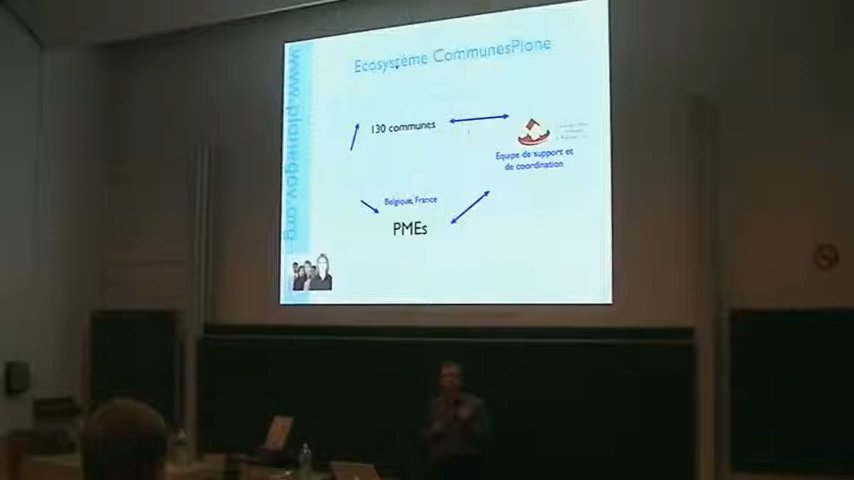 Ecosystème CommunesPlone
www.plonegov.org
130 communes
Equipe de support et
de coordination
Belgique, France
PMEs